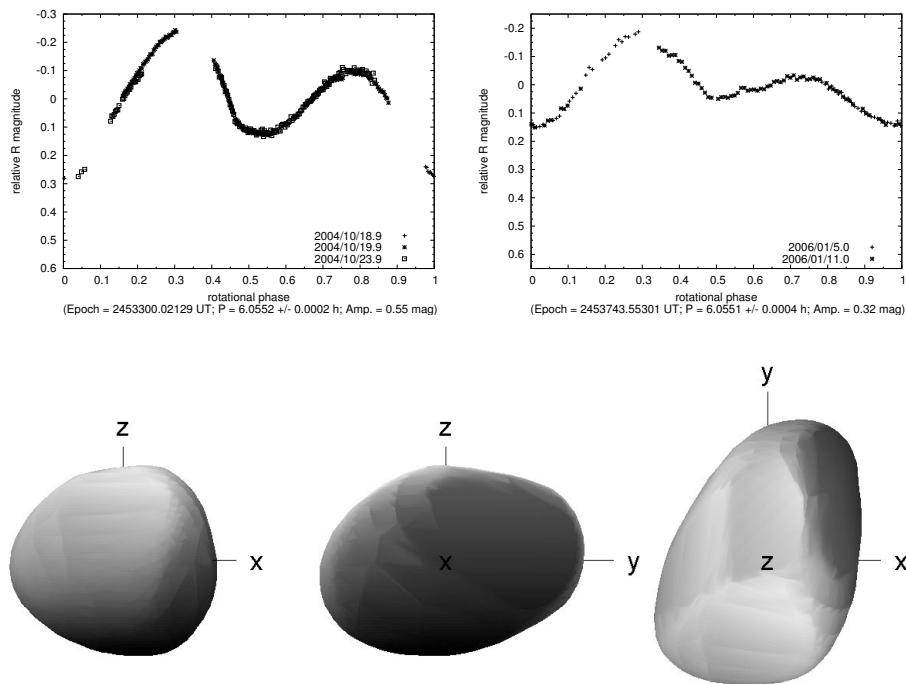 relative R magnitude
-0.3
-0.2
-0.1
0
0.1
0.2
0.3
0.4
0.5
0.6
2004/10/18.9
2004/10/19.9
2004/10/23.9
0 0.1 0.2 0.3 0.4 0.5 0.6 0.7 0.8 0.9 1
rotational phase
(Epoch = 2453300.02129 UT; P = 6.0552 +/- 0.0002 h; Amp. = 0.55 mag)
relative R magnitude
-0.3
-0.2
-0.1
0
0.1
0.2
0.3
0.4
0.5
0.6
2006/01/5.0
2006/01/11.0
0 0.1 0.2 0.3 0.4 0.5 0.6 0.7 0.8 0.9 1
rotational phase
(Epoch = 2453743.55301 UT; P = 6.0551 +/- 0.0004 h; Amp. = 0.32 mag)
z
x
z
x
y
y
z
x